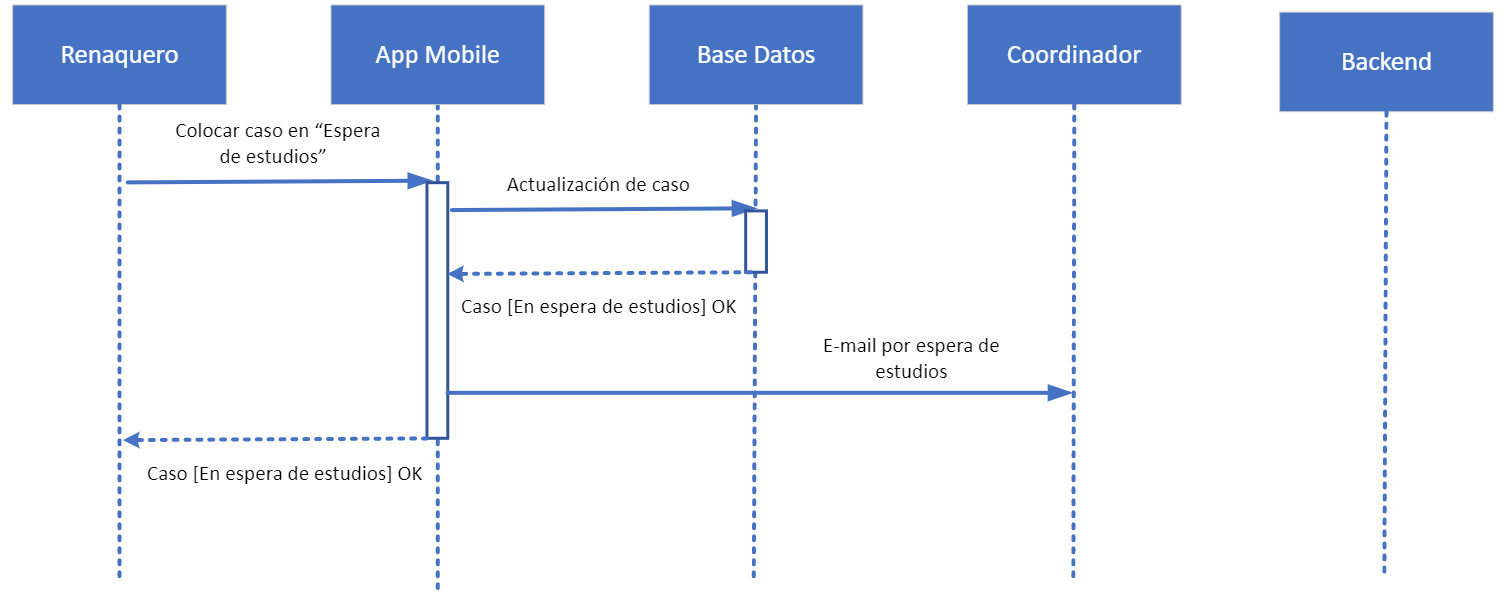 Renaquero
App Mobile
Base Datos
Coordinador
Backend
Colocar caso en “Espera
de estudios”
Actualización de caso
Caso [En espera de estudios] OK
E-mail por espera de
estudios
Caso [En espera de estudios] OK